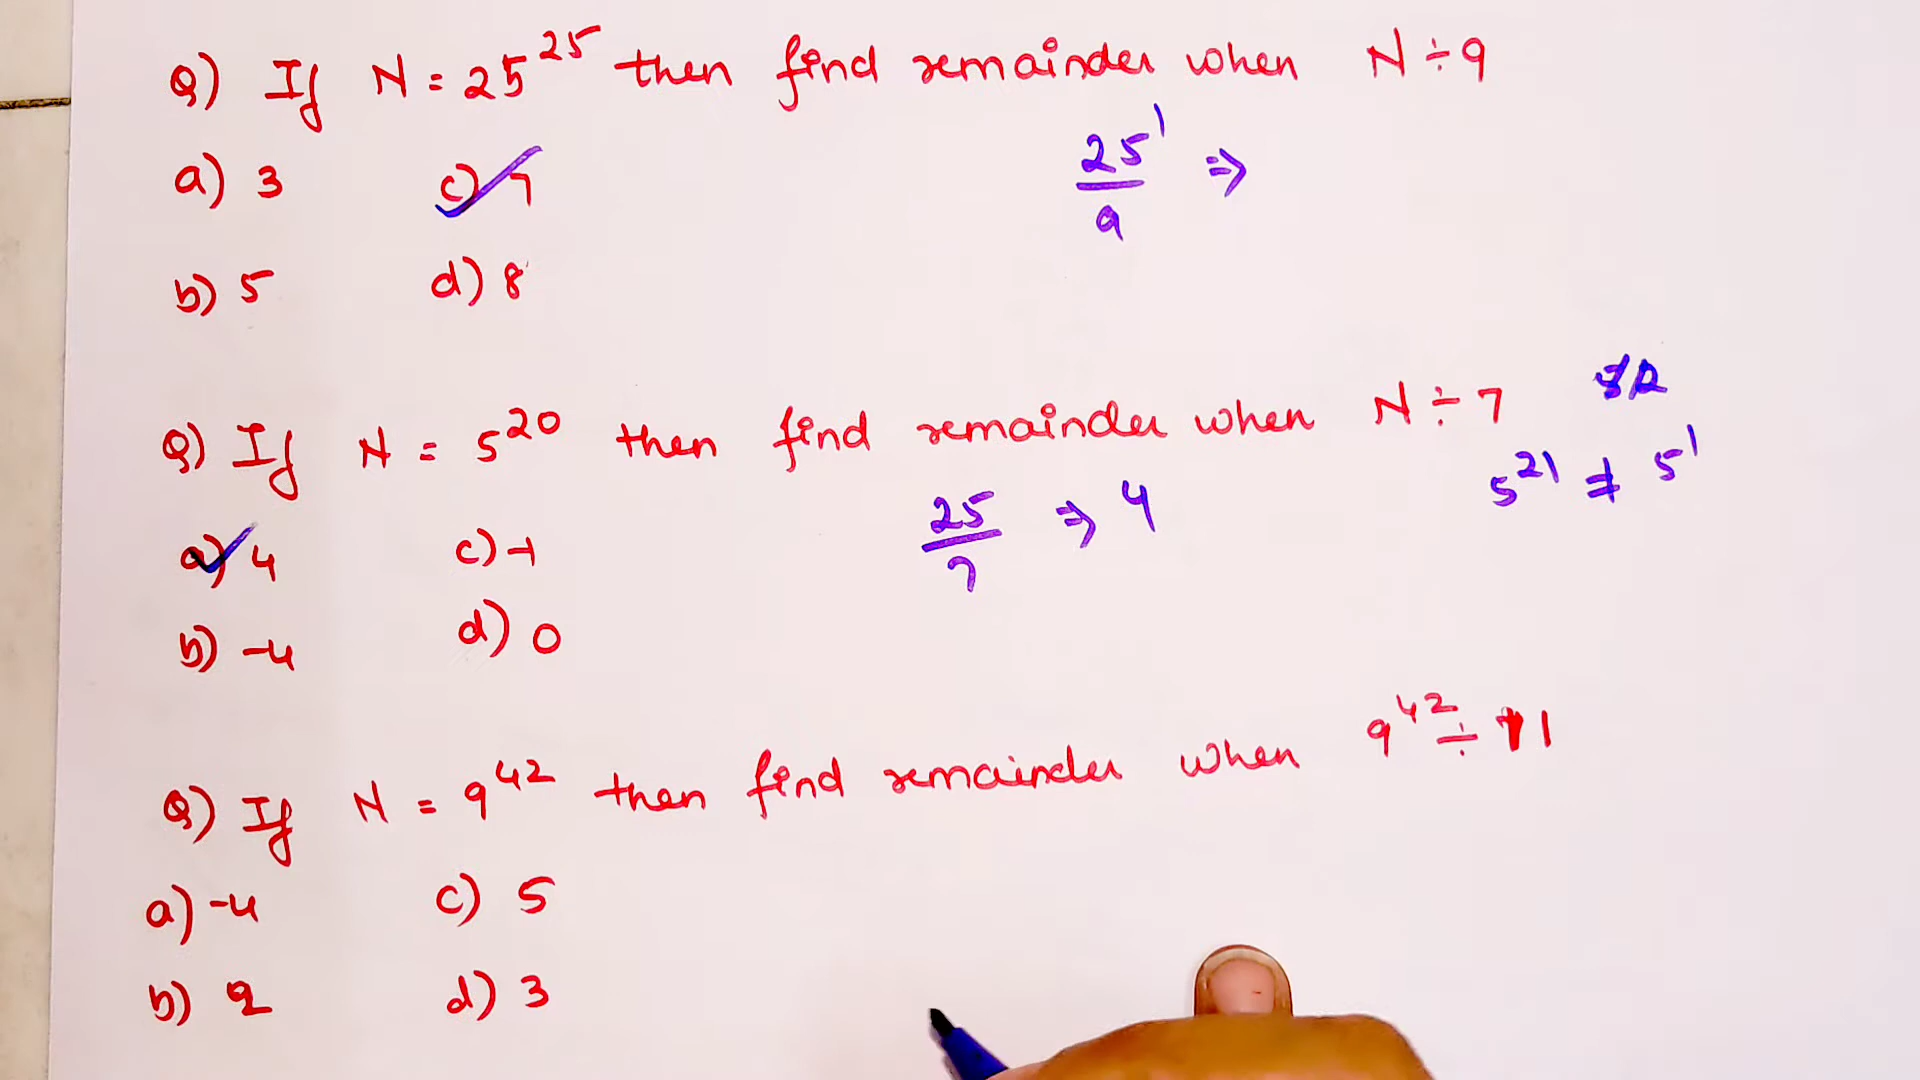 Q) If N = 25^25 then find remainder when N ÷ 9
25^1 / 9 ⇒
a) 3 c) 7
b) 5 d) 8
Q) If N = 5^20 then find remainder when N ÷ 7
5^21 5^1
25 / 7 ⇒ 4
a) 4 c) -1
b) -4 d) 0
Q) If N = 9^42 then find remainder when 9^42 ÷ 11
a) -4 c) 5
b) 2 d) 3